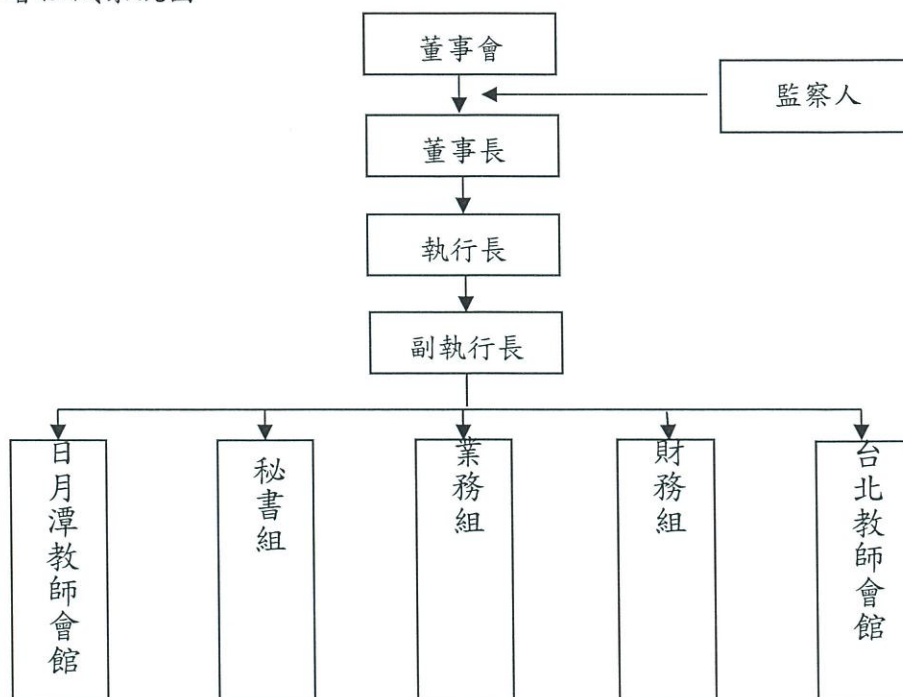 董事會
監察人
董事長
執行長
副執行長
日月潭教師會館
秘書組
業務組
財務組
台北教師會館